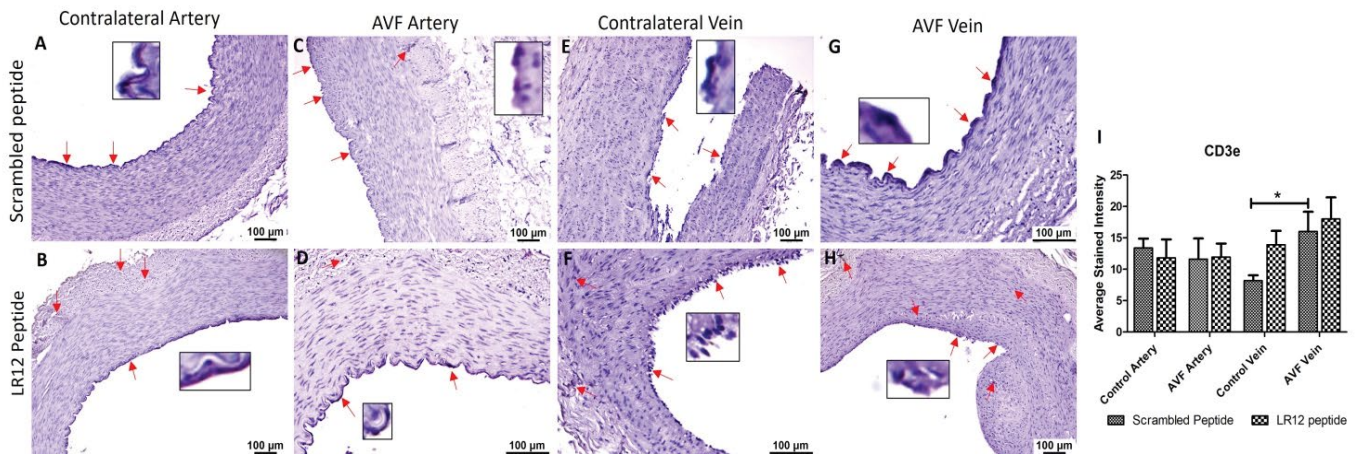 Contralateral Artery
AVF Artery
Contralateral Vein
AVF Vein
Scrambled peptide
A
C
E
G
100 µm
100 µm
100 µm
100 µm
LR12 Peptide
B
D
F
H
100 µm
100 µm
100 µm
100 µm
I
CD3e
Average Stained Intensity
25
20
15
10
5
0
*
Control Artery
AVF Artery
Control Vein
AVF Vein
Scrambled Peptide
LR12 peptide